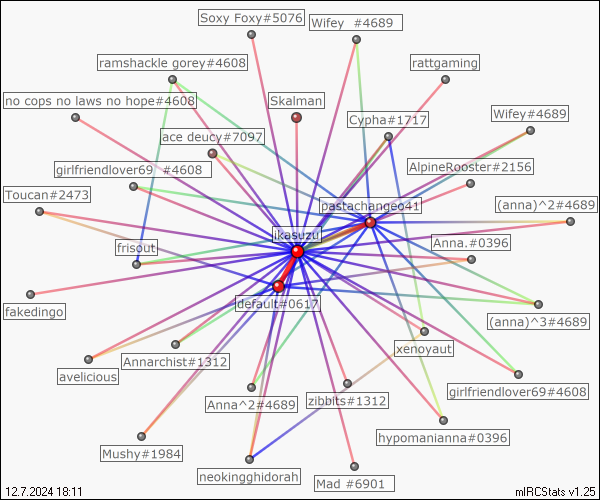 Soxy Foxy#5076
Wifey #4689
ramshackle gorey#4608
rattgaming
no cops no laws no hope#4608
Skalman
Cypha#1717
Wifey#4689
ace deucy#7097
girlfriendlover69 #4608
AlpineRooster#2156
Toucan#2473
pastachangeo41
(anna)^2#4689
ikasuzu
frisout
Anna.#0396
fakedingo
default#0617
(anna)^3#4689
Annarchist#1312
xenoyaut
avelicious
girlfriendlover69#4608
Anna^2#4689
zibbits#1312
hypomanianna#0396
Mushy#1984
neokingghidorah
Mad #6901
12.7.2024 18:11
mIRCStats v1.25